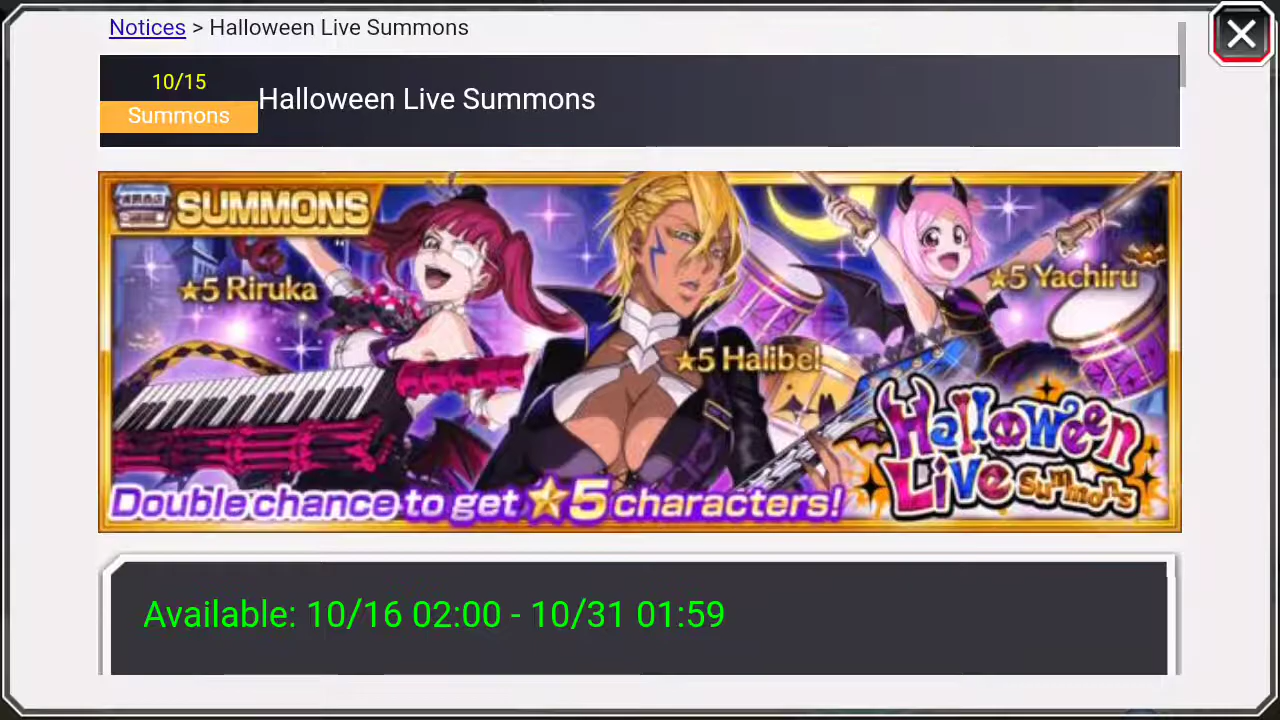 Notices > Halloween Live Summons
10/15
Summons
Halloween Live Summons
SUMMONS
★5 Riruka
★5 Yachiru
★5 Halibel
Halloween
Live Summons
Double chance to get ★5 characters!
Available: 10/16 02:00 - 10/31 01:59